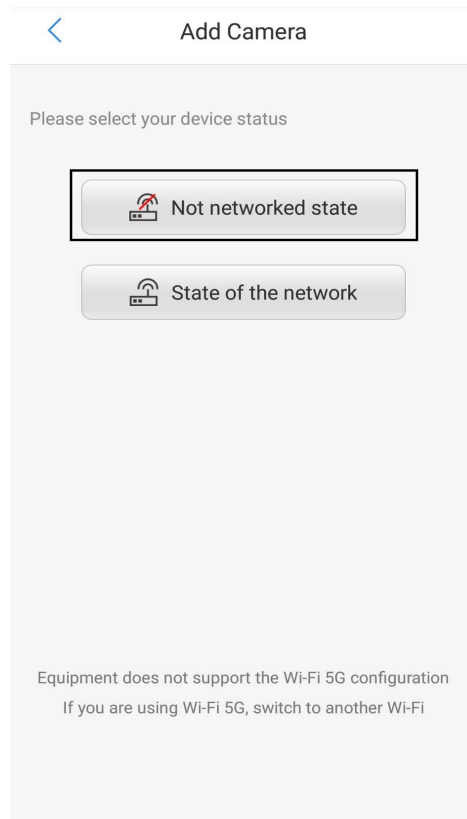 Add Camera
Please select your device status
Not networked state
State of the network
Equipment does not support the Wi-Fi 5G configuration
If you are using Wi-Fi 5G, switch to another Wi-Fi